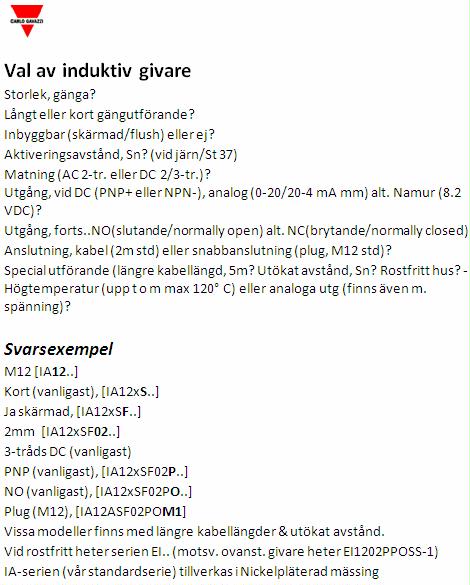 CARLO GAVAZZI
Val av induktiv givare
Storlek, gänga?
Långt eller kort gängutförande?
Inbyggbar (skärmad/flush) eller ej?
Aktiveringsavstånd, Sn? (vid järn/St 37)
Matning (AC 2-tr. eller DC 2/3-tr.)?
Utgång, vid DC (PNP+ eller NPN-), analog (0-20/20-4 mA mm) alt. Namur (8.2
VDC)?
Utgång, forts..NO(slutande/normally open) alt. NC(brytande/normally closed)
Anslutning, kabel (2m std) eller snabbanslutning (plug, M12 std)?
Special utförande (längre kabellängd, 5m? Utökat avstånd, Sn? Rostfritt hus? -
Högtemperatur (upp t o m max 120° C) eller analoga utg (finns även m.
spänning)?
Svarsexempel
M12 [IA12..]
Kort (vanligast), [IA12xS..]
Ja skärmad, [IA12xSF..]
2mm [IA12xSF02..]
3-tråds DC (vanligast)
PNP (vanligast), [IA12xSF02P..]
NO (vanligast), [IA12xSF02PO..]
Plug (M12), [IA12ASF02POM1]
Vissa modeller finns med längre kabellängder & utökat avstånd.
Vid rostfritt heter serien EI.. (motsv. ovanst. givare heter EI1202PPOSS-1)
IA-serien (vår standardserie) tillverkas i Nickelpläterad mässing